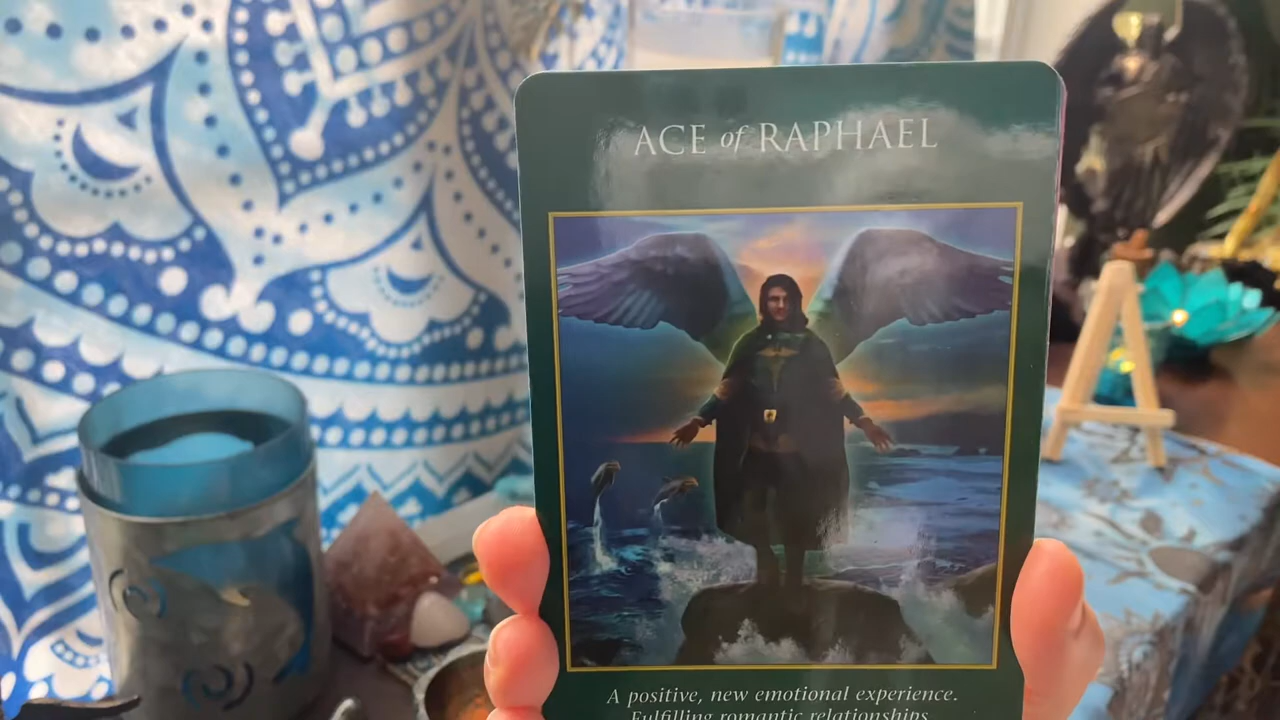 ACE of RAPHAEL
A positive, new emotional experience.
Fulfilling romantic relationships